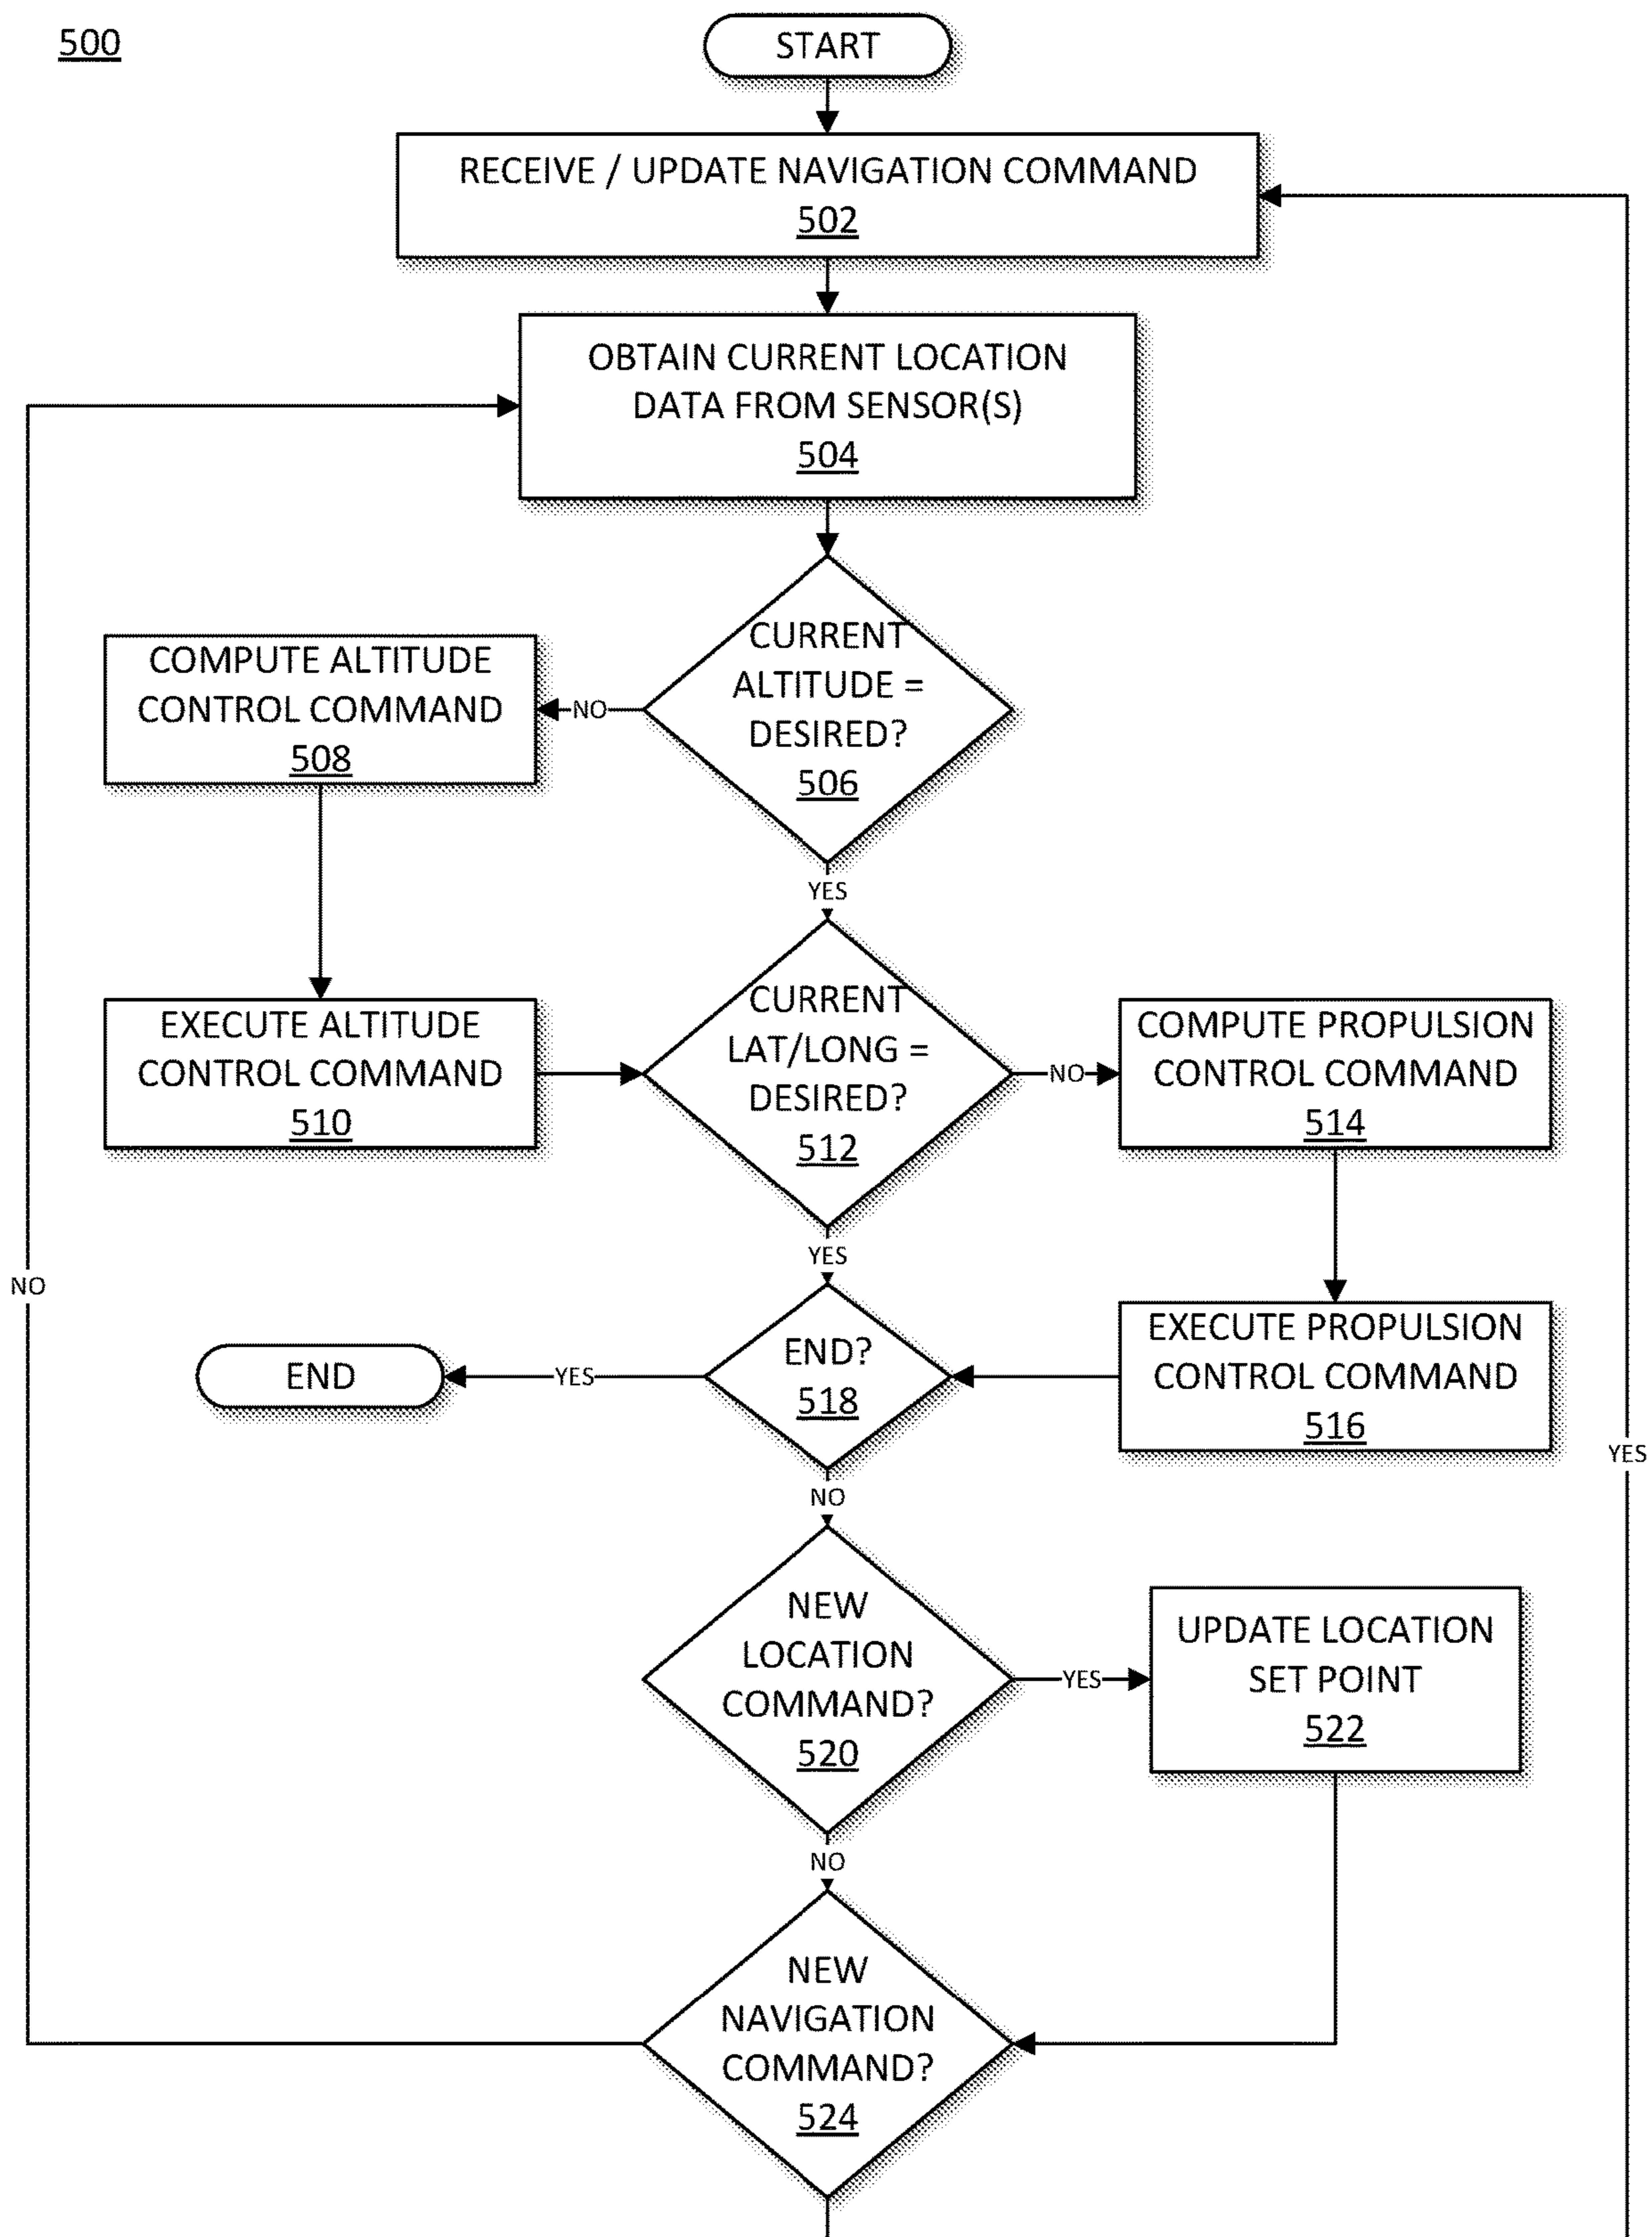 500
START
RECEIVE / UPDATE NAVIGATION COMMAND
502
OBTAIN CURRENT LOCATION
DATA FROM SENSOR(S)
504
CURRENT
ALTITUDE =
DESIRED?
506
NO
COMPUTE ALTITUDE
CONTROL COMMAND
508
YES
EXECUTE ALTITUDE
CONTROL COMMAND
510
CURRENT
LAT/LONG =
DESIRED?
512
NO
COMPUTE PROPULSION
CONTROL COMMAND
514
YES
NO
END
YES
END?
518
EXECUTE PROPULSION
CONTROL COMMAND
516
YES
NO
NEW
LOCATION
COMMAND?
520
YES
UPDATE LOCATION
SET POINT
522
NO
NEW
NAVIGATION
COMMAND?
524